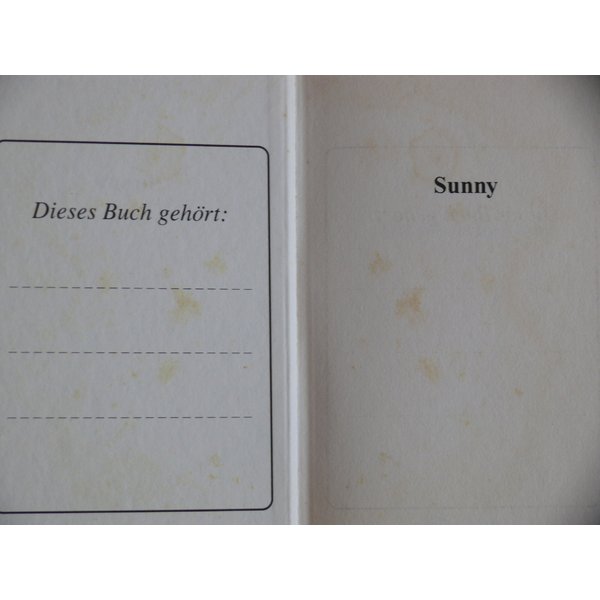 Dieses Buch gehört:
Sunny